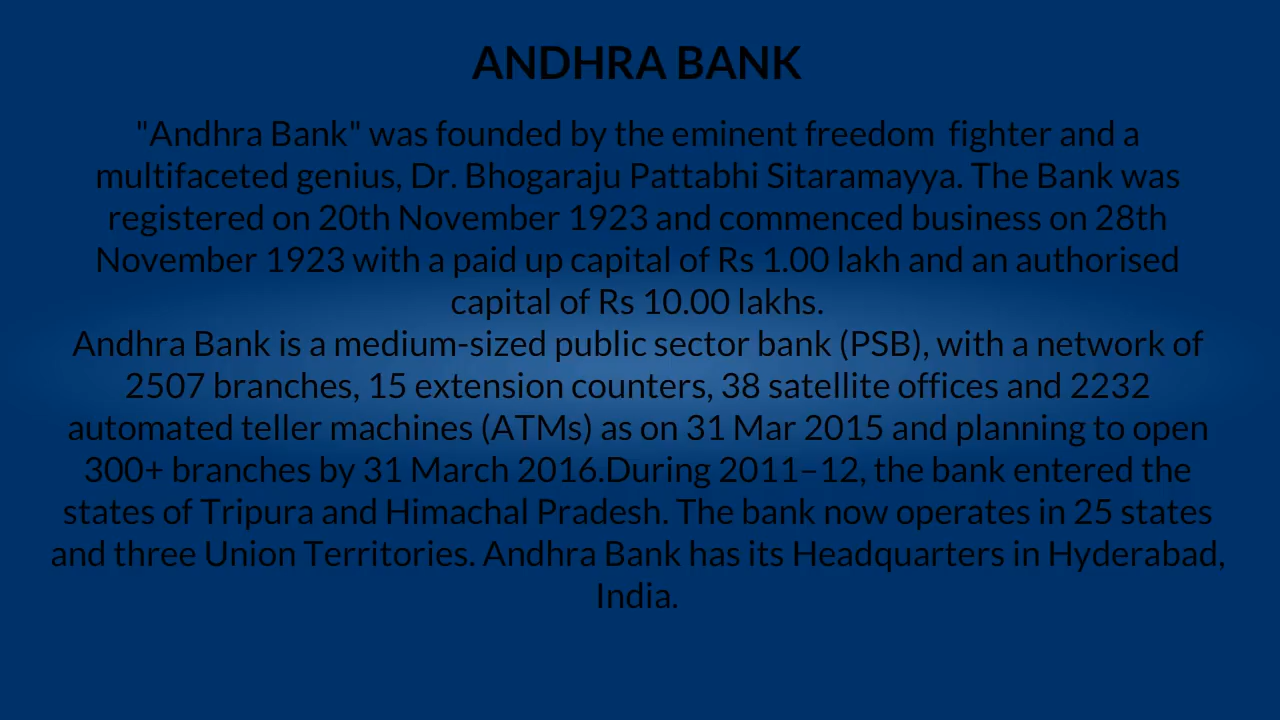 ANDHRA BANK
"Andhra Bank" was founded by the eminent freedom  fighter and a
multifaceted genius, Dr. Bhogaraju Pattabhi Sitaramayya. The Bank was
registered on 20th November 1923 and commenced business on 28th
November 1923 with a paid up capital of Rs 1.00 lakh and an authorised
capital of Rs 10.00 lakhs.
Andhra Bank is a medium-sized public sector bank (PSB), with a network of
2507 branches, 15 extension counters, 38 satellite offices and 2232
automated teller machines (ATMs) as on 31 Mar 2015 and planning to open
300+ branches by 31 March 2016.During 2011–12, the bank entered the
states of Tripura and Himachal Pradesh. The bank now operates in 25 states
and three Union Territories. Andhra Bank has its Headquarters in Hyderabad,
India.